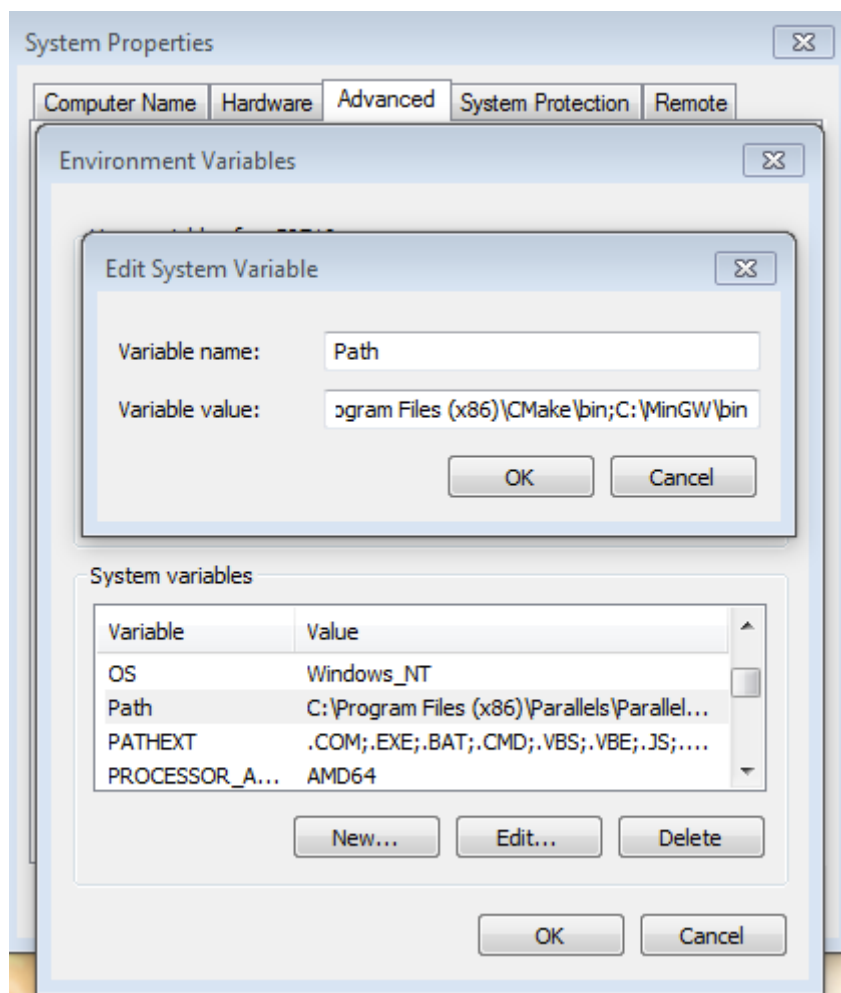 System Properties
Computer Name Hardware Advanced System Protection Remote
Environment Variables
Edit System Variable
Variable name: Path
Variable value: ogram Files (x86)\CMake\bin;C:\MinGW\bin
OK Cancel
System variables
Variable Value
OS Windows_NT
Path C:\Program Files (x86)\Parallels\Parallel...
PATHEXT .COM;.EXE;.BAT;.CMD;.VBS;.VBE;.JS;....
PROCESSOR_A... AMD64
New... Edit... Delete
OK Cancel